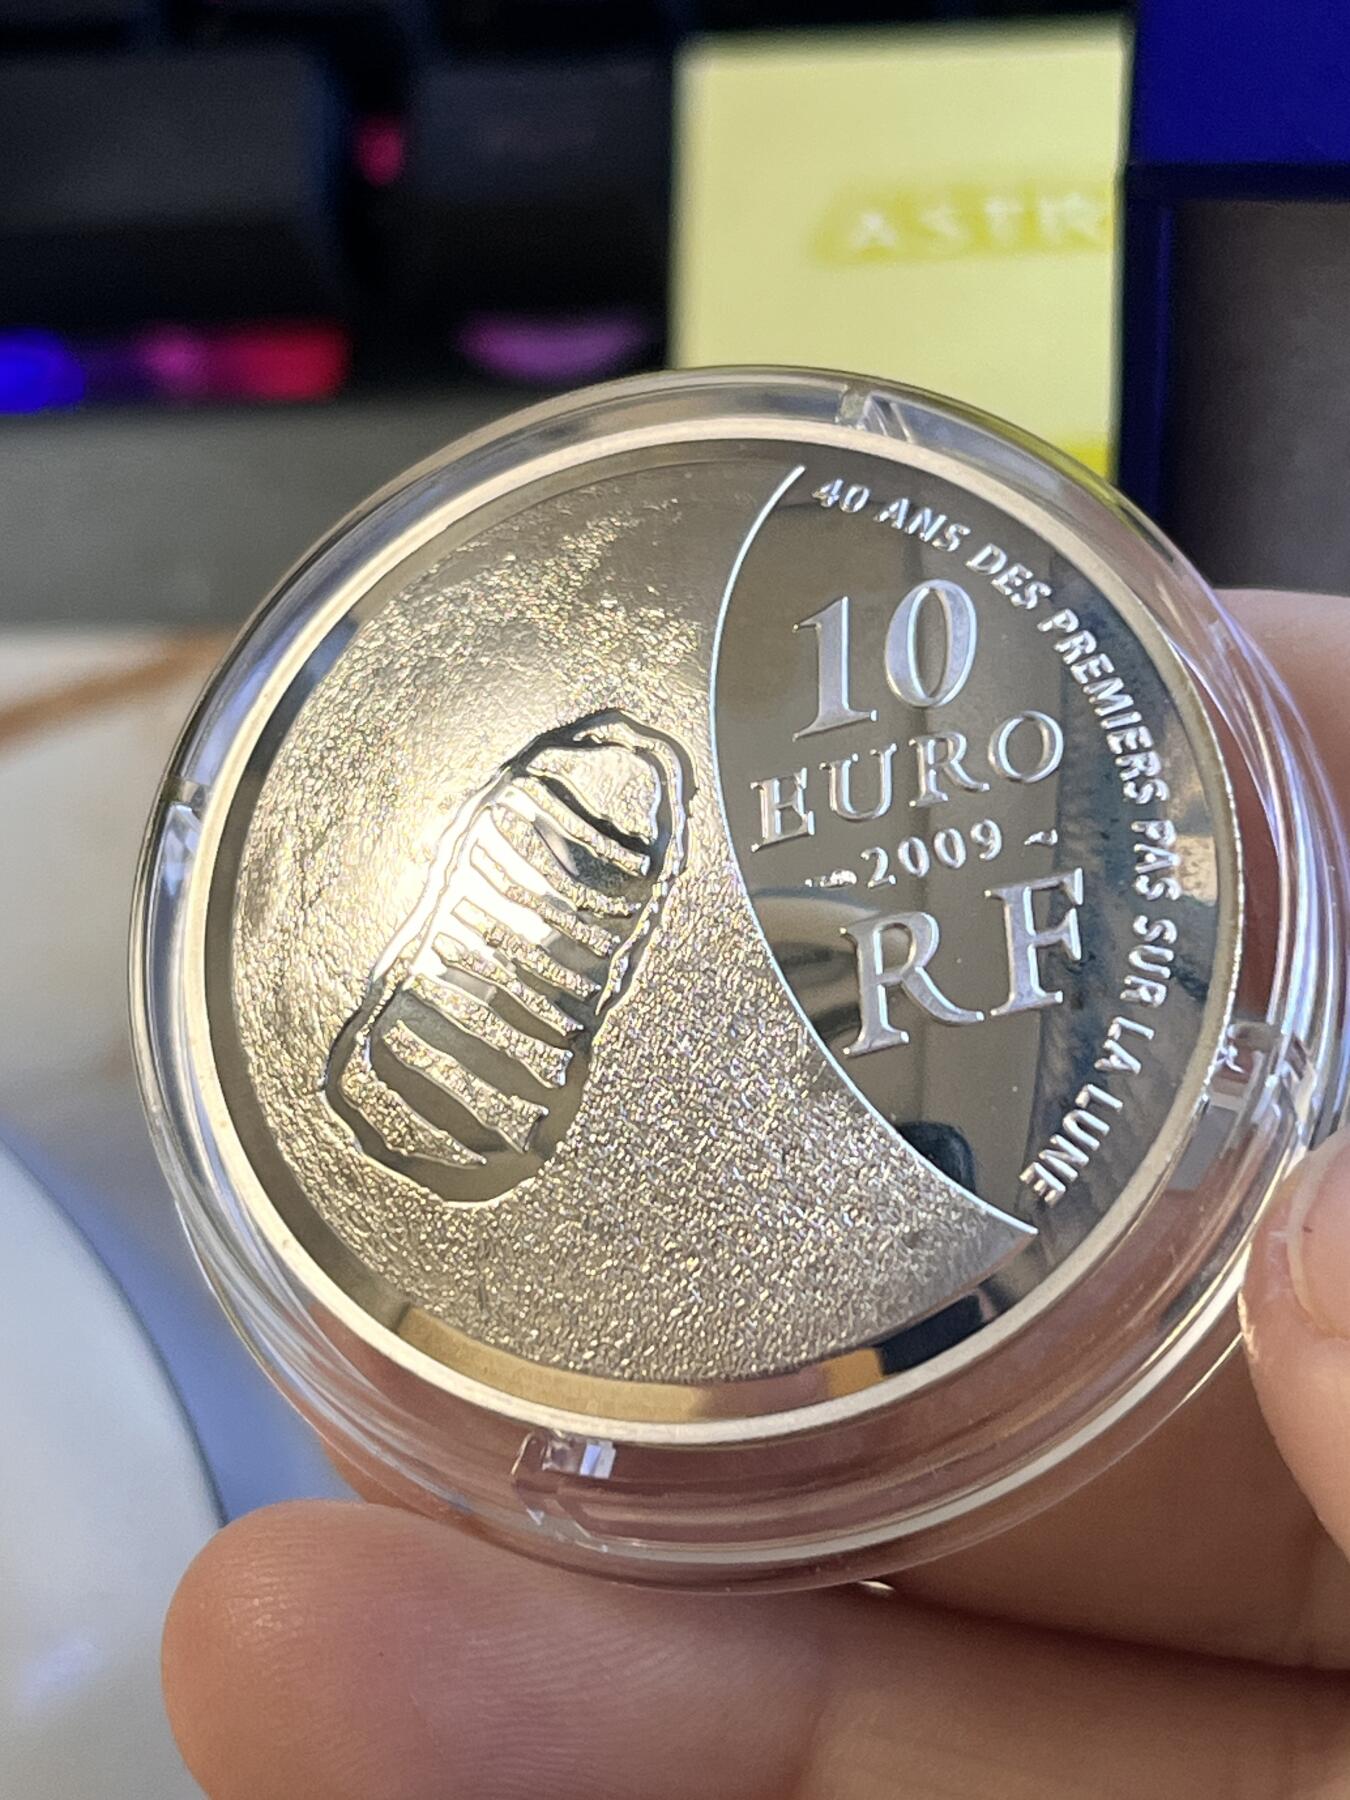 40 ANS DES PREMIERS PAS SUR LA LUNE
10
EURO
2009
RF